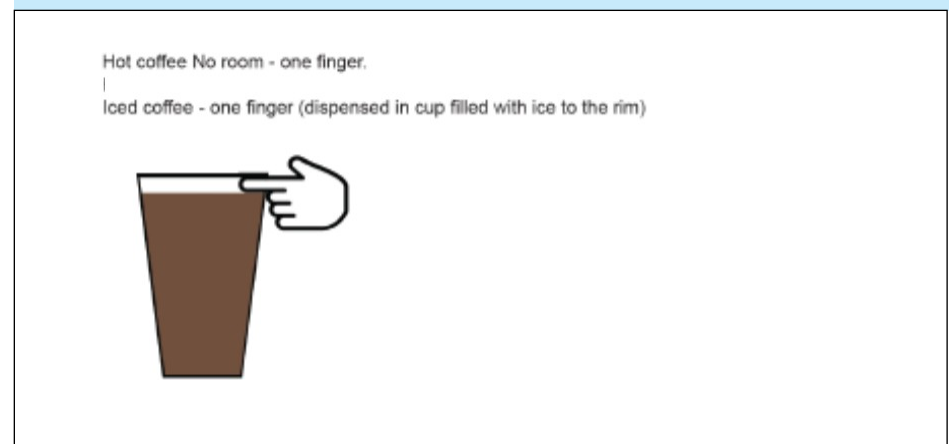 Hot coffee No room - one finger.
Iced coffee - one finger (dispensed in cup filled with ice to the rim)